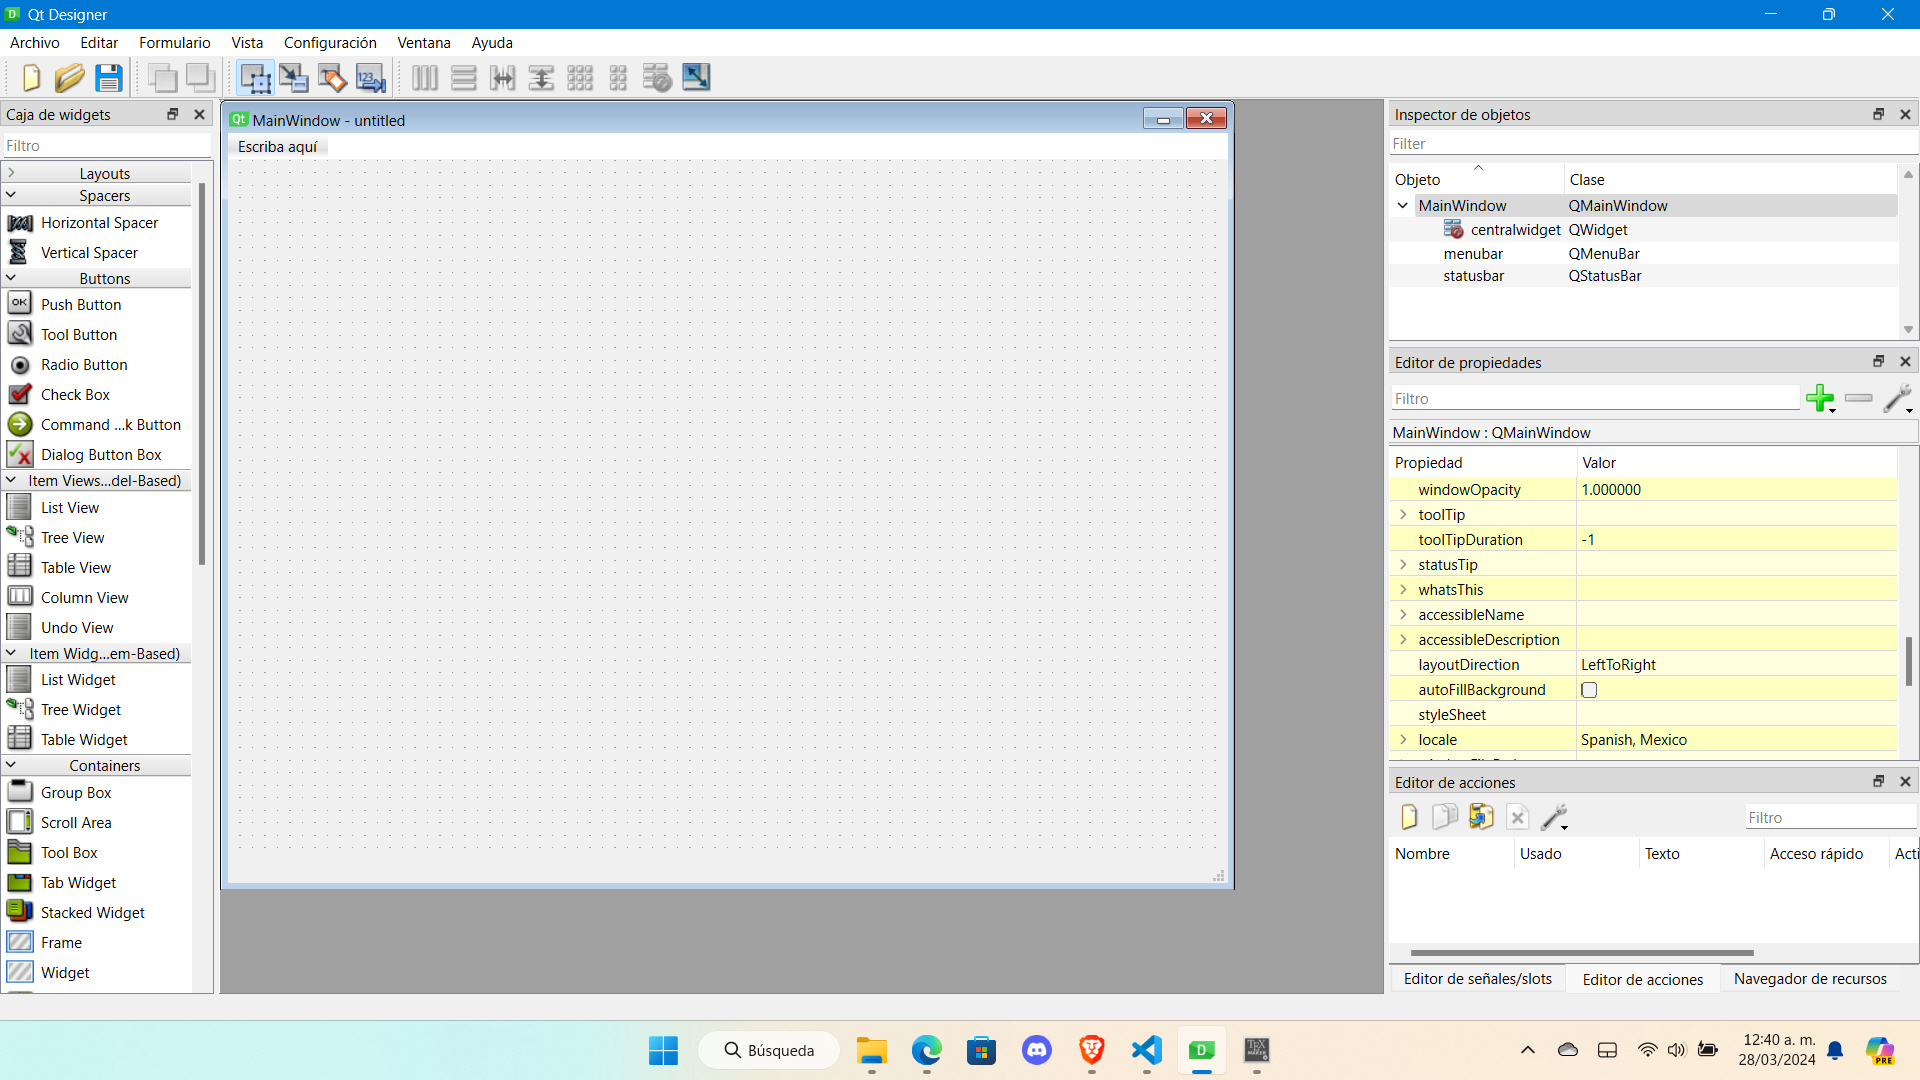 Qt Designer
Archivo Editar Formulario Vista Configuración Ventana Ayuda
Caja de widgets
Filtro
Layouts
Spacers
Horizontal Spacer
Vertical Spacer
Buttons
Push Button
Tool Button
Radio Button
Check Box
Command ...k Button
Dialog Button Box
Item Views...del-Based)
List View
Tree View
Table View
Column View
Undo View
Item Widg...em-Based)
List Widget
Tree Widget
Table Widget
Containers
Group Box
Scroll Area
Tool Box
Tab Widget
Stacked Widget
Frame
Widget
MainWindow - untitled
Escriba aquí
Inspector de objetos
Filter
Objeto Clase
MainWindow QMainWindow
centralwidget QWidget
menubar QMenuBar
statusbar QStatusBar
Editor de propiedades
Filtro
MainWindow : QMainWindow
Propiedad Valor
windowOpacity 1.000000
toolTip
toolTipDuration -1
statusTip
whatsThis
accessibleName
accessibleDescription
layoutDirection LeftToRight
autoFillBackground
styleSheet
locale Spanish, Mexico
Editor de acciones
Filtro
Nombre Usado Texto Acceso rápido Acti
Editor de señales/slots Editor de acciones Navegador de recursos
Búsqueda
12:40 a. m.
28/03/2024
PRE